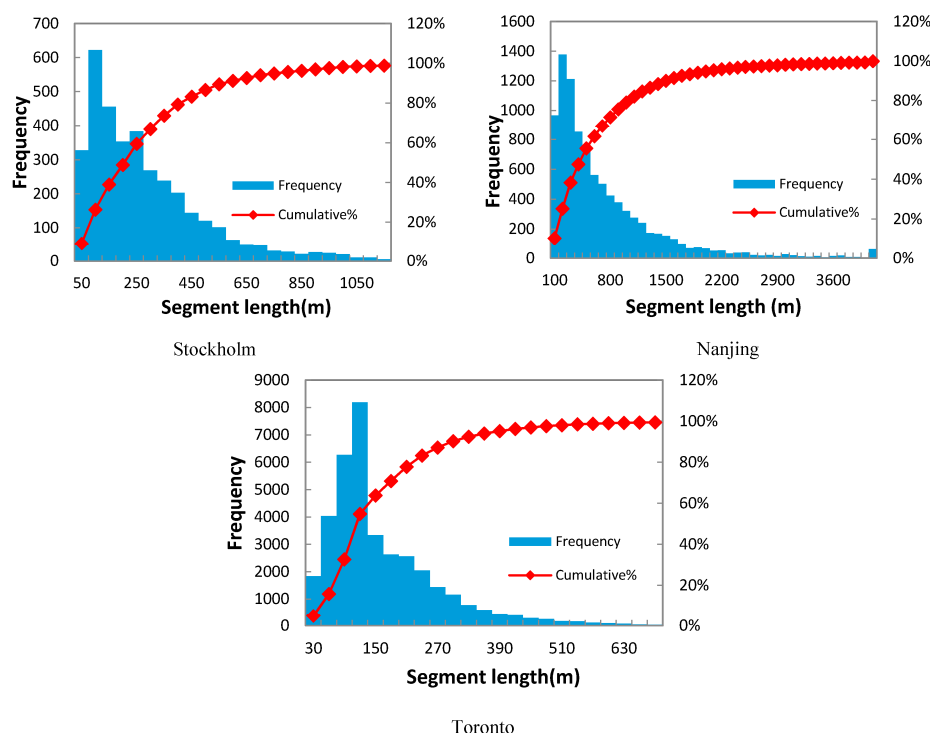 700
600
500
400
300
200
100
0
Frequency
120%
100%
80%
60%
40%
20%
0%
Frequency
Cumulative%
50 250 450 650 850 1050
Segment length(m)
Stockholm
1600
1400
1200
1000
800
600
400
200
0
Frequency
120%
100%
80%
60%
40%
20%
0%
Frequency
Cumulative%
100 800 1500 2200 2900 3600
Segment length (m)
Nanjing
9000
8000
7000
6000
5000
4000
3000
2000
1000
0
Frequency
120%
100%
80%
60%
40%
20%
0%
Frequency
Cumulative%
30 150 270 390 510 630
Segment length(m)
Toronto